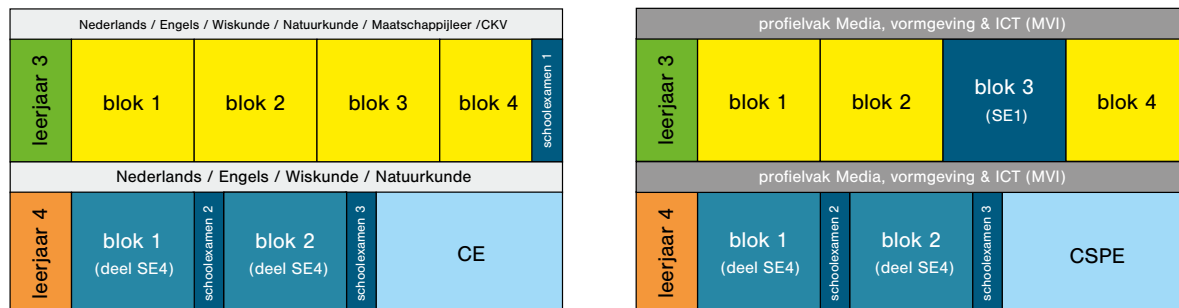 Nederlands / Engels / Wiskunde / Natuurkunde / Maatschappijleer /CKV
leerjaar 3
blok 1
blok 2
blok 3
blok 4
schoolexamen 1
Nederlands / Engels / Wiskunde / Natuurkunde
leerjaar 4
blok 1
(deel SE4)
schoolexamen 2
blok 2
(deel SE4)
schoolexamen 3
CE
profielvak Media, vormgeving & ICT (MVI)
leerjaar 3
blok 1
blok 2
blok 3
(SE1)
blok 4
profielvak Media, vormgeving & ICT (MVI)
leerjaar 4
blok 1
(deel SE4)
schoolexamen 2
blok 2
(deel SE4)
schoolexamen 3
CSPE